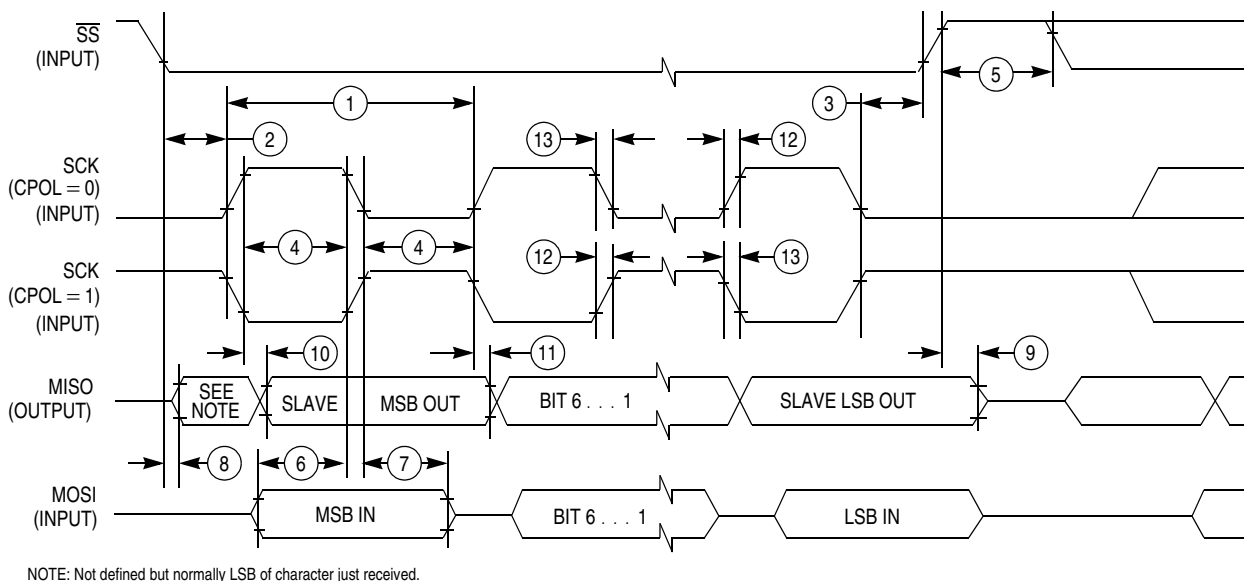 SS
(INPUT)
5
1
3
2
13
12
SCK
(CPOL = 0)
(INPUT)
4
4
SCK
(CPOL = 1)
(INPUT)
12
13
10
11
9
MISO
(OUTPUT)
SEE
NOTE
SLAVE
MSB OUT
BIT 6 . . . 1
SLAVE LSB OUT
8
6
7
MOSI
(INPUT)
MSB IN
BIT 6 . . . 1
LSB IN
NOTE: Not defined but normally LSB of character just received.